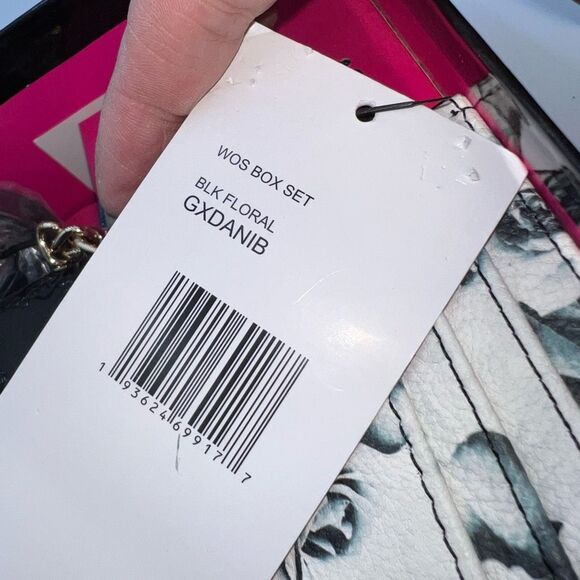 WOS BOX SET
BLK FLORAL
GXDANIB
1 93624 69917 7